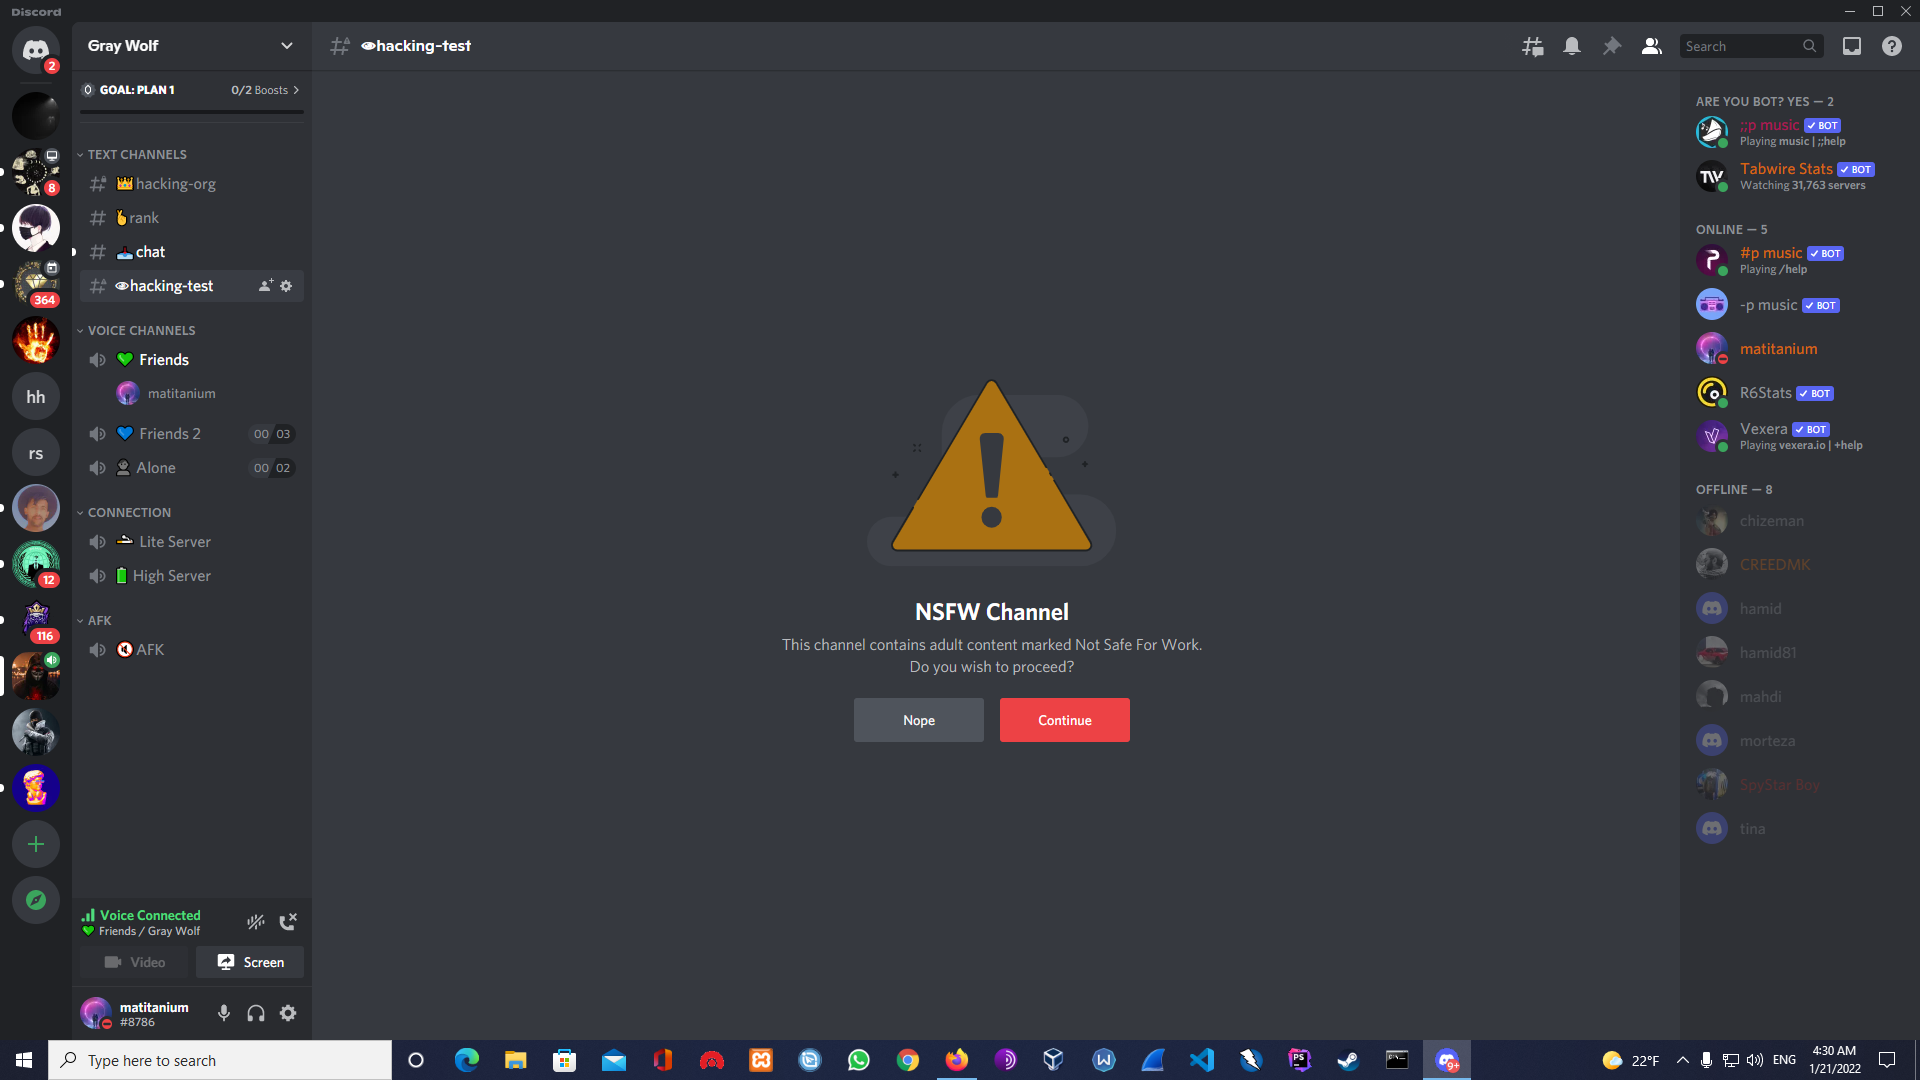 Discord
2
8
364
hh
rs
12
116
Gray Wolf
GOAL: PLAN 1 0/2 Boosts
TEXT CHANNELS
hacking-org
rank
chat
hacking-test
VOICE CHANNELS
Friends
matitanium
Friends 2 00 03
Alone 00 02
CONNECTION
Lite Server
High Server
AFK
AFK
Voice Connected
Friends / Gray Wolf
Video Screen
matitanium
#8786
hacking-test
Search
NSFW Channel
This channel contains adult content marked Not Safe For Work.
Do you wish to proceed?
Nope Continue
ARE YOU BOT? YES — 2
;;p music BOT
Playing music | ;;help
Tabwire Stats BOT
Watching 31,763 servers
ONLINE — 5
#p music BOT
Playing /help
-p music BOT
matitanium
R6Stats BOT
Vexera BOT
Playing vexera.io | +help
OFFLINE — 8
chizeman
CREEDMK
hamid
hamid81
mahdi
morteza
SpyStar Boy
tina
Type here to search
PS
9+
22°F
ENG
4:30 AM
1/21/2022